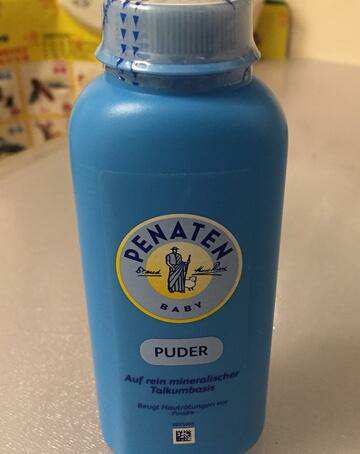 PENATEN
BABY
PUDER
Auf rein mineralischer
Talkumbasis
Beugt Hautrötungen vor